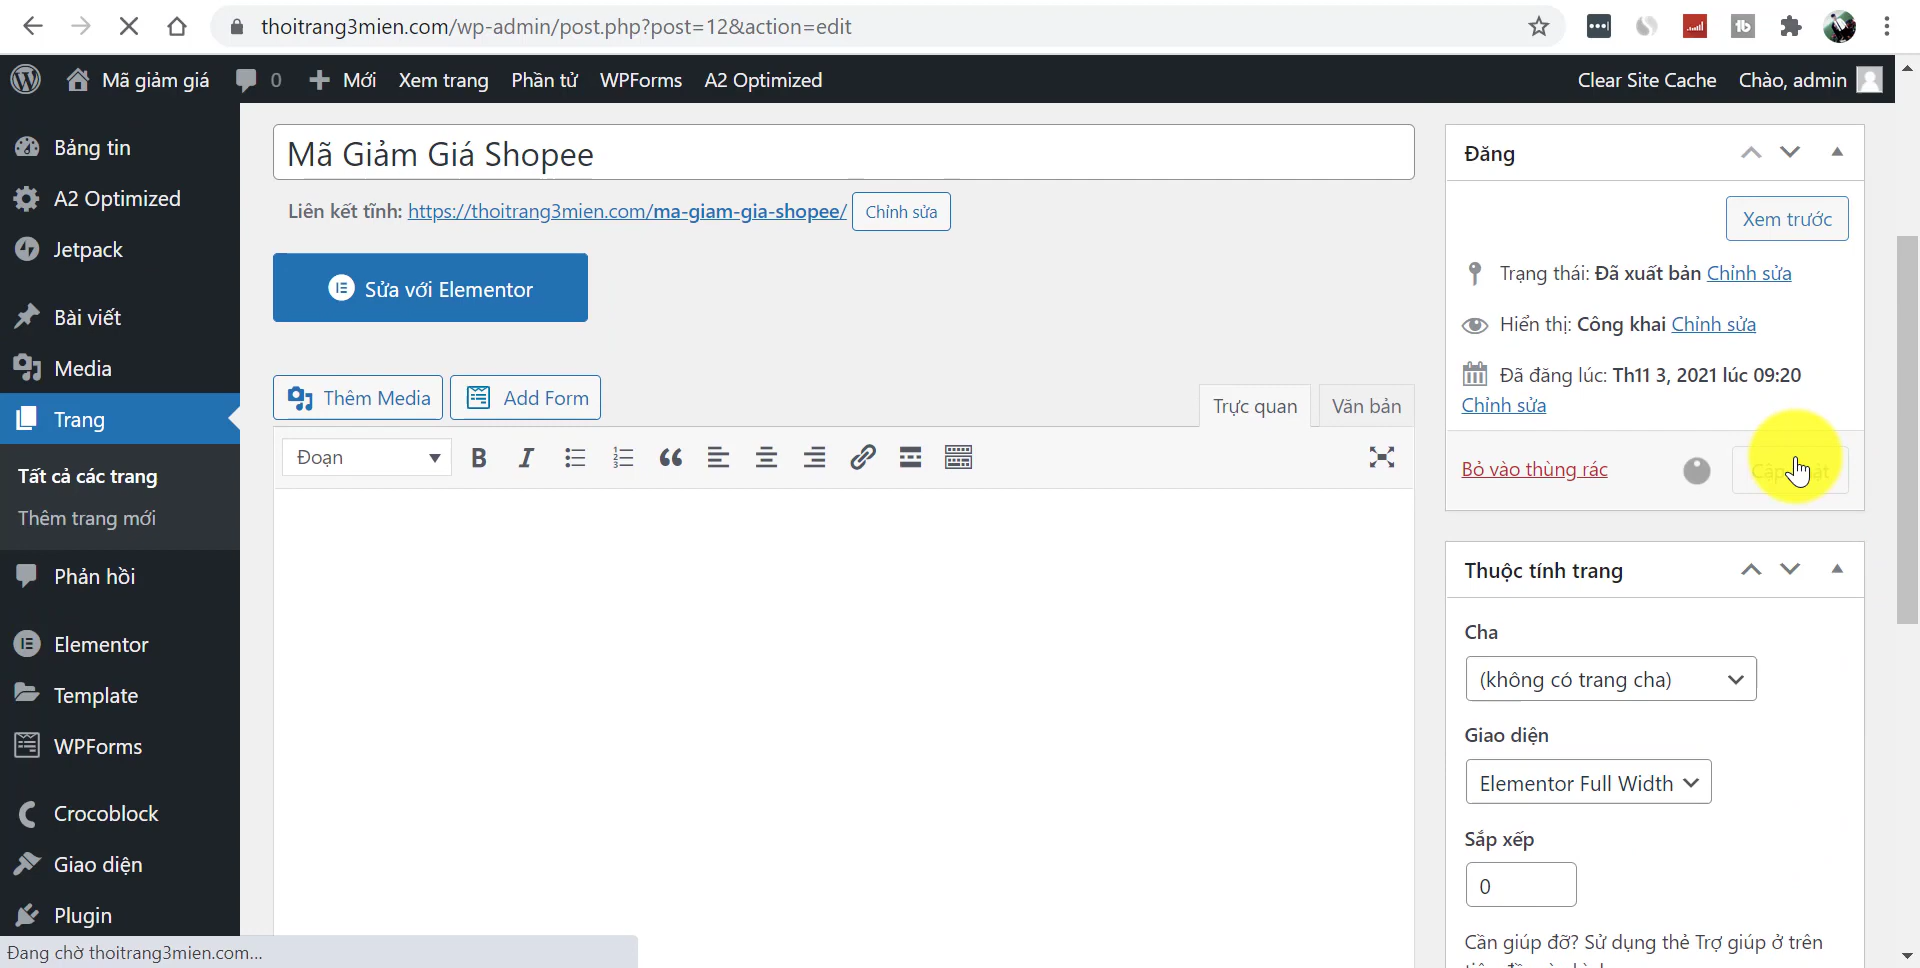 thoitrang3mien.com/wp-admin/post.php?post=12&action=edit
Mã giảm giá
0
Mới
Xem trang
Phần tử
WPForms
A2 Optimized
Clear Site Cache
Chào, admin
Bảng tin
A2 Optimized
Jetpack
Bài viết
Media
Trang
Tất cả các trang
Thêm trang mới
Phản hồi
Elementor
Template
WPForms
Crocoblock
Giao diện
Plugin
Đang chờ thoitrang3mien.com...
Mã Giảm Giá Shopee
Liên kết tĩnh: https://thoitrang3mien.com/ma-giam-gia-shopee/ Chỉnh sửa
Sửa với Elementor
Thêm Media
Add Form
Trực quan
Văn bản
Đoạn
Đăng
Xem trước
Trạng thái: Đã xuất bản Chỉnh sửa
Hiển thị: Công khai Chỉnh sửa
Đã đăng lúc: Th11 3, 2021 lúc 09:20
Chỉnh sửa
Bỏ vào thùng rác
Thuộc tính trang
Cha
(không có trang cha)
Giao diện
Elementor Full Width
Sắp xếp
0
Cần giúp đỡ? Sử dụng thẻ Trợ giúp ở trên